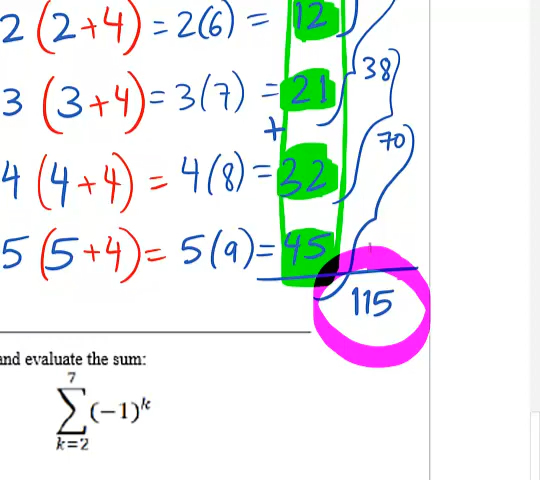 2 (2+4) = 2(6) = 12
3 (3+4) = 3(7) = 21 38
+
4 (4+4) = 4(8) = 32 70
5 (5+4) = 5(9) = 45
115
and evaluate the sum:
7
∑(−1)^k
k=2